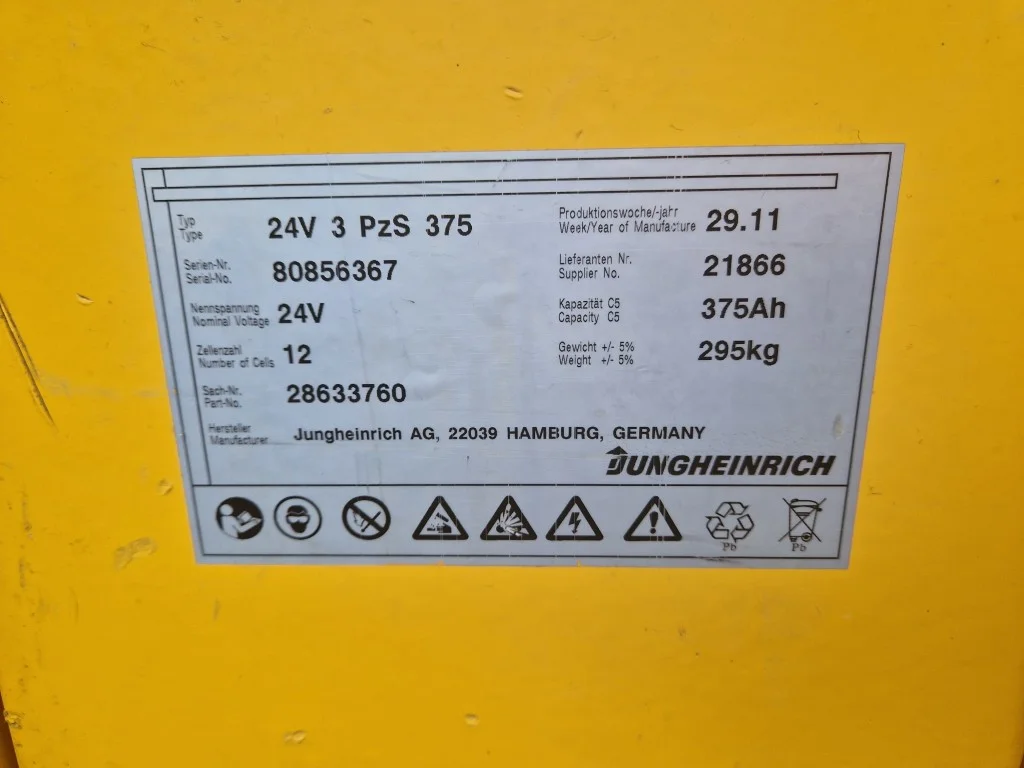 Typ
Type
24V 3 PzS 375
Produktionswoche/-jahr
Week/Year of Manufacture
29.11
Serien-Nr.
Serial-No.
80856367
Lieferanten Nr.
Supplier No.
21866
Nennspannung
Nominal Voltage
24V
Kapazität C5
Capacity C5
375Ah
Zellenzahl
Number of Cells
12
Gewicht +/- 5%
Weight +/- 5%
295kg
Sach-Nr.
Part-No.
28633760
Hersteller
Manufacturer
Jungheinrich AG, 22039 HAMBURG, GERMANY
JUNGHEINRICH
Pb
Pb